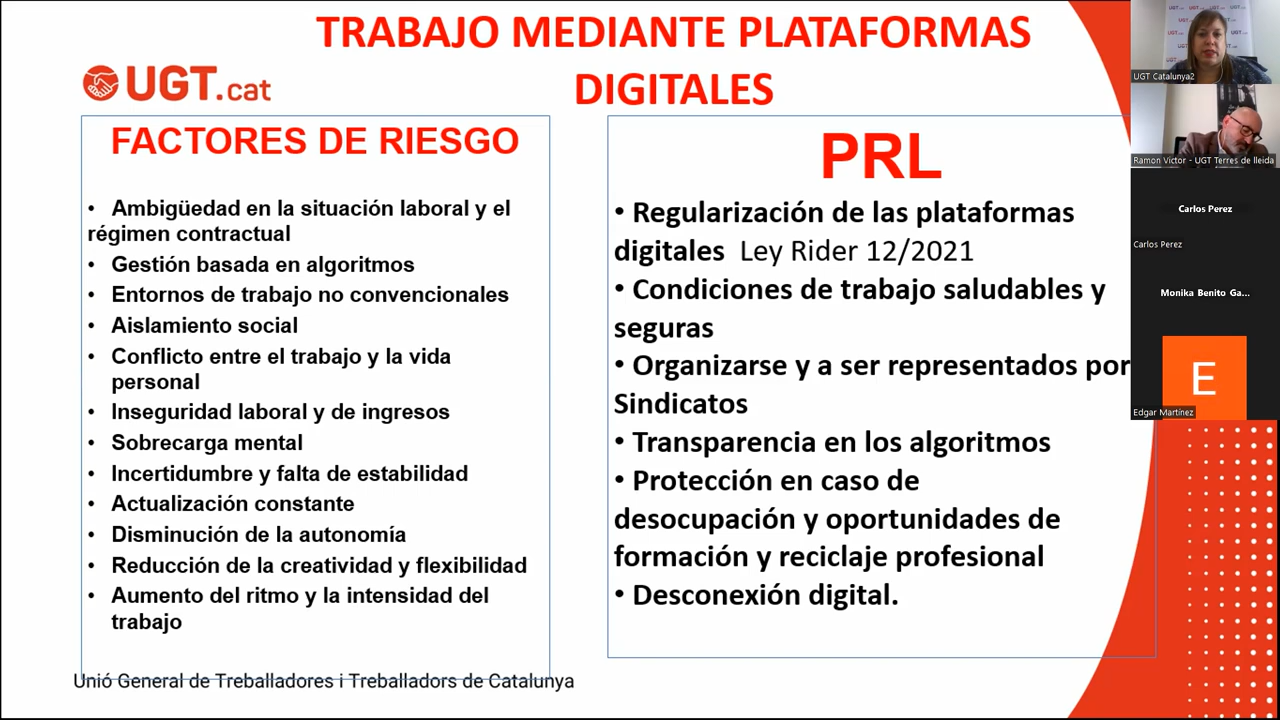 TRABAJO MEDIANTE PLATAFORMAS
DIGITALES
UGT.cat
FACTORES DE RIESGO
• Ambigüedad en la situación laboral y el
régimen contractual
• Gestión basada en algoritmos
• Entornos de trabajo no convencionales
• Aislamiento social
• Conflicto entre el trabajo y la vida
personal
• Inseguridad laboral y de ingresos
• Sobrecarga mental
• Incertidumbre y falta de estabilidad
• Actualización constante
• Disminución de la autonomía
• Reducción de la creatividad y flexibilidad
• Aumento del ritmo y la intensidad del
trabajo
Unió General de Treballadores i Treballadors de Catalunya
PRL
• Regularización de las plataformas
digitales Ley Rider 12/2021
• Condiciones de trabajo saludables y
seguras
• Organizarse y a ser representados por
Sindicatos
• Transparencia en los algoritmos
• Protección en caso de
desocupación y oportunidades de
formación y reciclaje profesional
• Desconexión digital.
UGT Catalunya2
Ramon Victor - UGT Terres de lleida
Carlos Perez
Carlos Perez
Monika Benito Ga...
E
Edgar Martínez